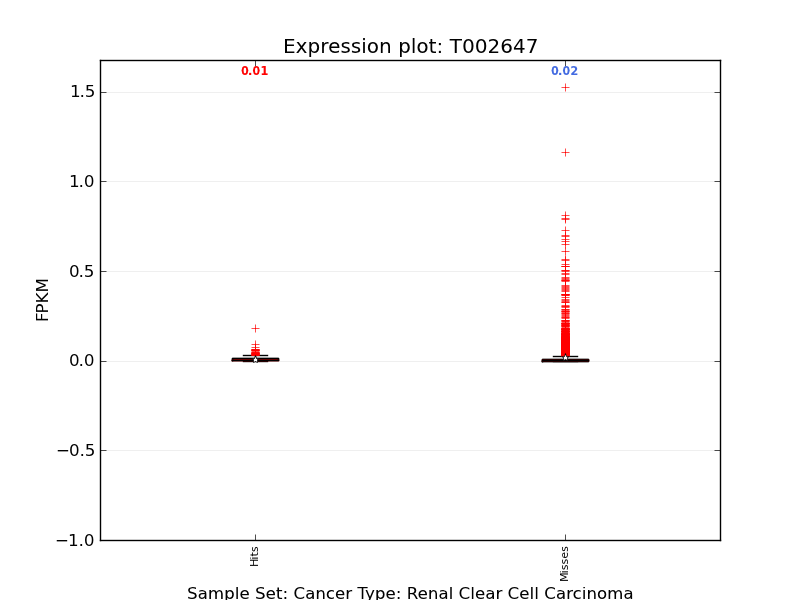 Expression plot: T002647
0.01 0.02
1.5
1.0
0.5
0.0
−0.5
−1.0
FPKM
Hits Misses
Sample Set: Cancer Type: Renal Clear Cell Carcinoma